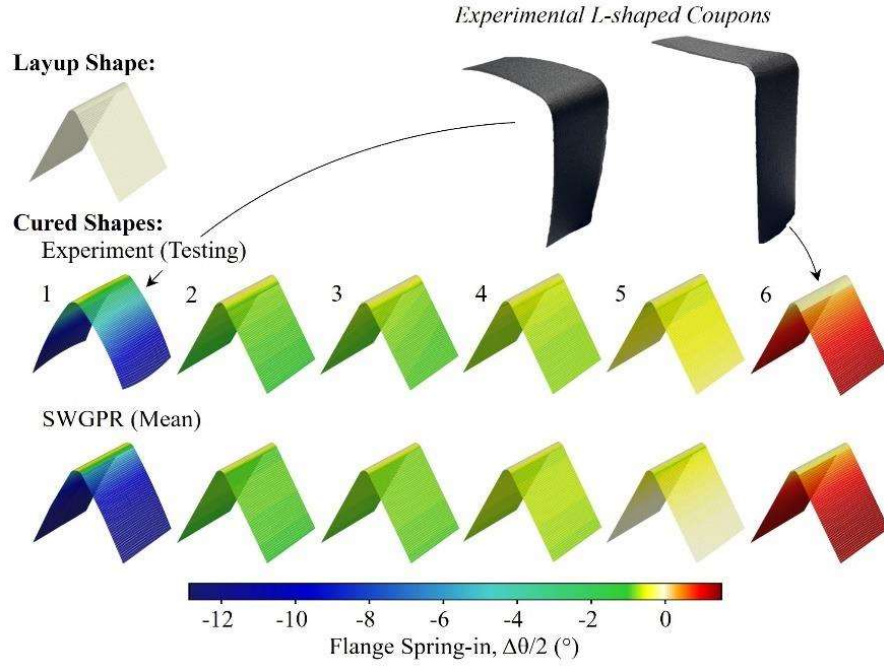 Experimental L-shaped Coupons
Layup Shape:
Cured Shapes:
Experiment (Testing)
1 2 3 4 5 6
SWGPR (Mean)
-12 -10 -8 -6 -4 -2 0
Flange Spring-in, Δθ/2 (°)